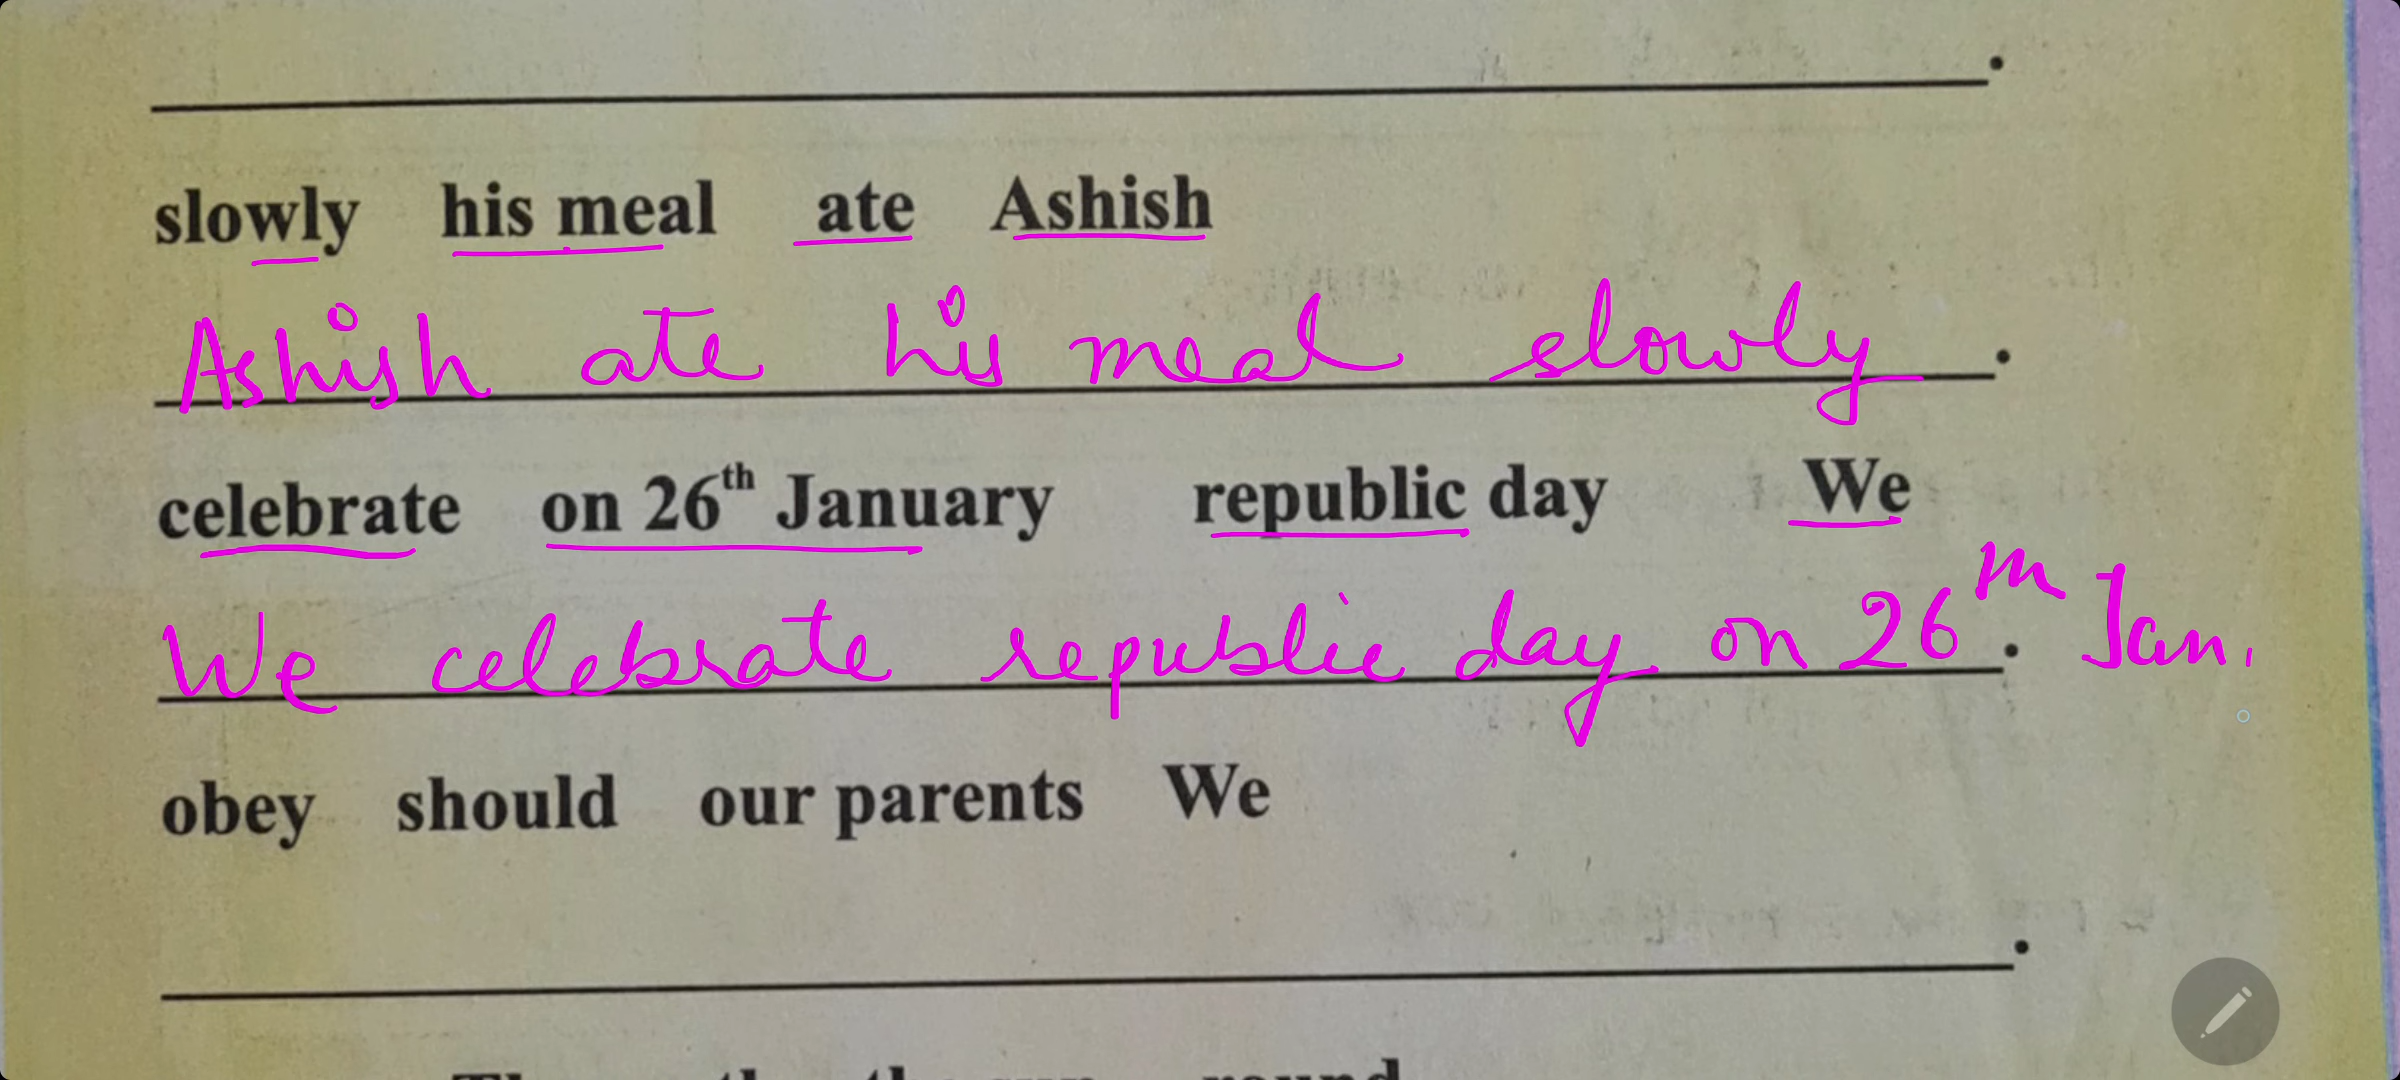 slowly his meal ate Ashish
Ashish ate his meal slowly .
celebrate on 26th January republic day We
We celebrate republic day on 26th . Jan.
obey should our parents We
.
round